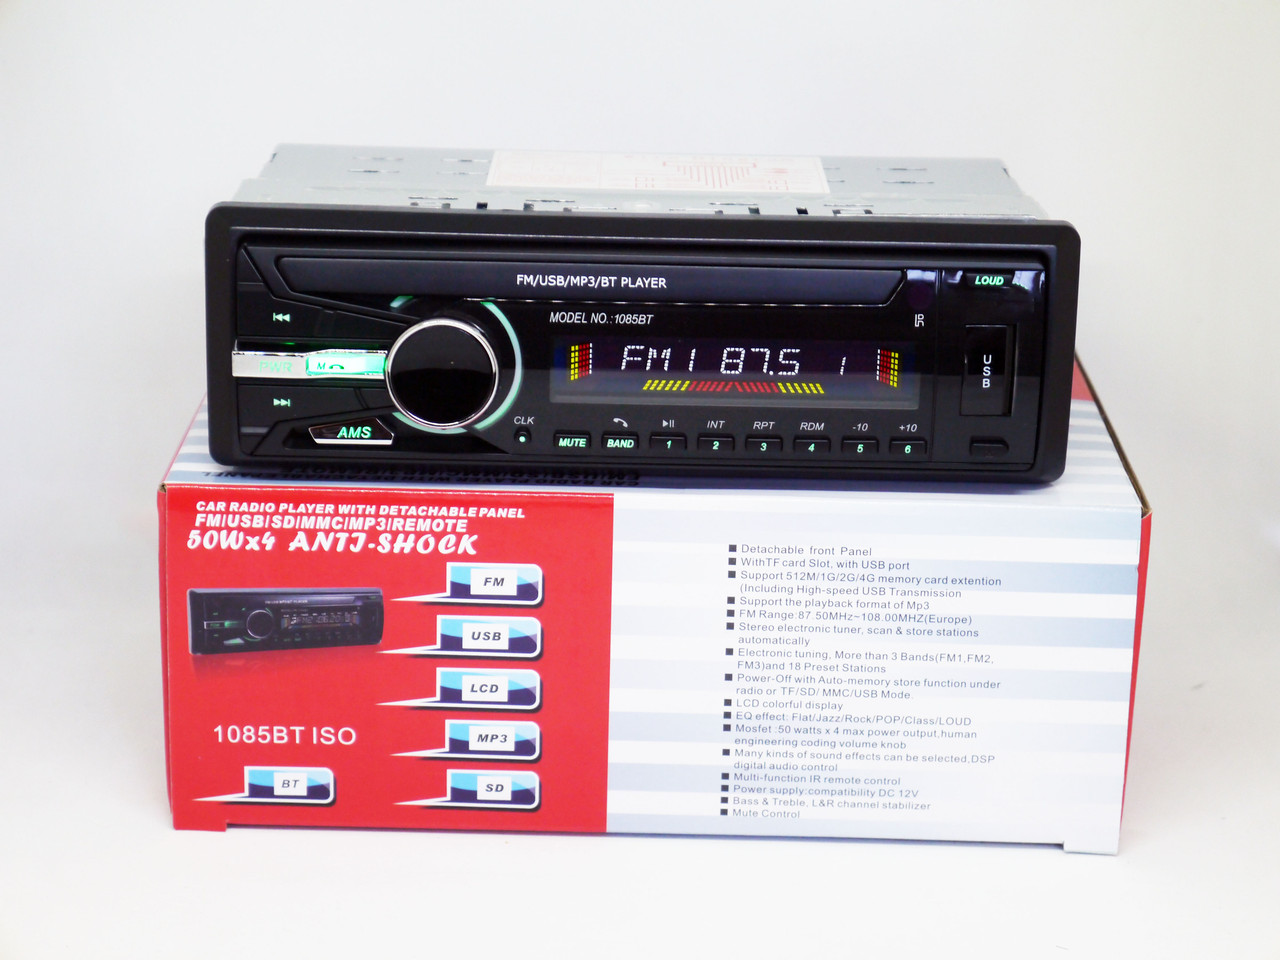 FM/USB/MP3/BT PLAYER
LOUD
MODEL NO.:1085BT
PWR
FM1 87.5 1
USB
AMS
CLK
INT RPT RDM -10 +10
MUTE BAND 1 2 3 4 5 6
CAR RADIO PLAYER WITH DETACHABLE PANEL
FM/USB/SD/MMC/MP3/REMOTE
50Wx4 ANTI-SHOCK
FM
USB
LCD
MP3
SD
1085BT ISO
BT
Detachable front Panel
WithTF card Slot, with USB port
Support 512M/1G/2G/4G memory card extention
(Including High-speed USB Transmission
Support the playback format of Mp3
FM Range:87.50MHz~108.00MHZ(Europe)
Stereo electronic tuner, scan & store stations
automatically
Electronic tuning, More than 3 Bands(FM1,FM2,
FM3)and 18 Preset Stations
Power-Off with Auto-memory store function under
radio or TF/SD/ MMC/USB Mode.
LCD colorful display
EQ effect: Flat/Jazz/Rock/POP/Class/LOUD
Mosfet :50 watts x 4 max power output,human
engineering coding volume knob
Many kinds of sound effects can be selected,DSP
digital audio control
Multi-function IR remote control
Power supply:compatibility DC 12V
Bass & Treble, L&R channel stabilizer
Mute Control